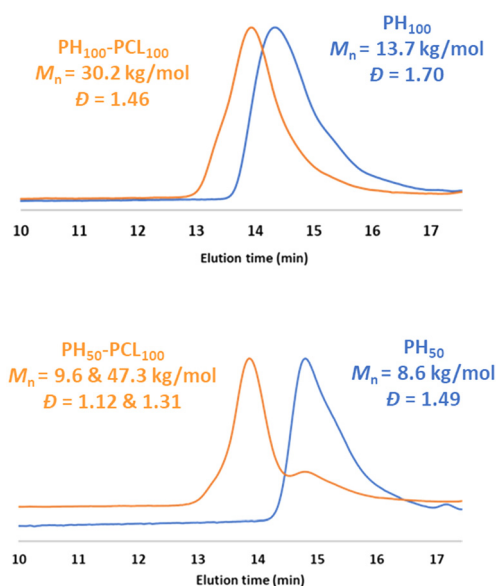 PH₁₀₀-PCL₁₀₀
Mₙ = 30.2 kg/mol
Đ = 1.46
PH₁₀₀
Mₙ = 13.7 kg/mol
Đ = 1.70
10 11 12 13 14 15 16 17
Elution time (min)
PH₅₀-PCL₁₀₀
Mₙ = 9.6 & 47.3 kg/mol
Đ = 1.12 & 1.31
PH₅₀
Mₙ = 8.6 kg/mol
Đ = 1.49
10 11 12 13 14 15 16 17
Elution time (min)